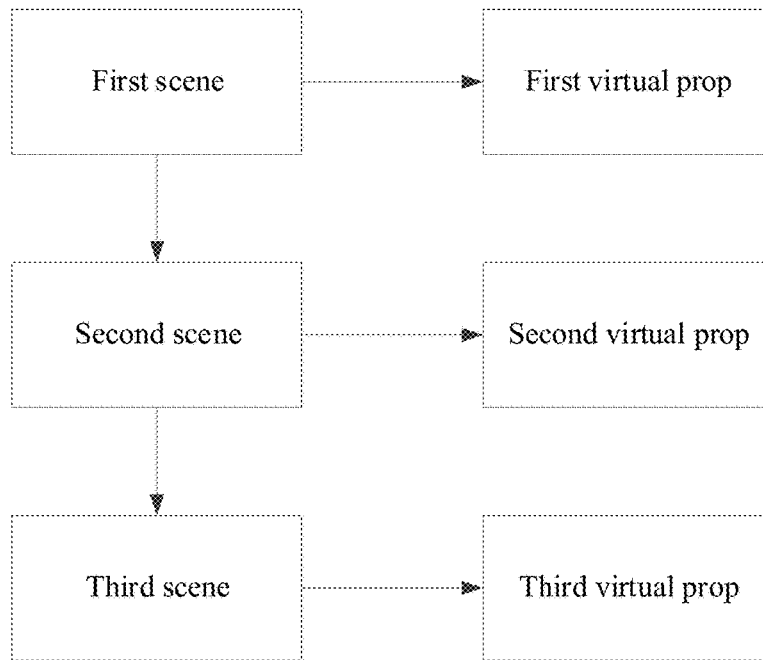 First scene
First virtual prop
Second scene
Second virtual prop
Third scene
Third virtual prop